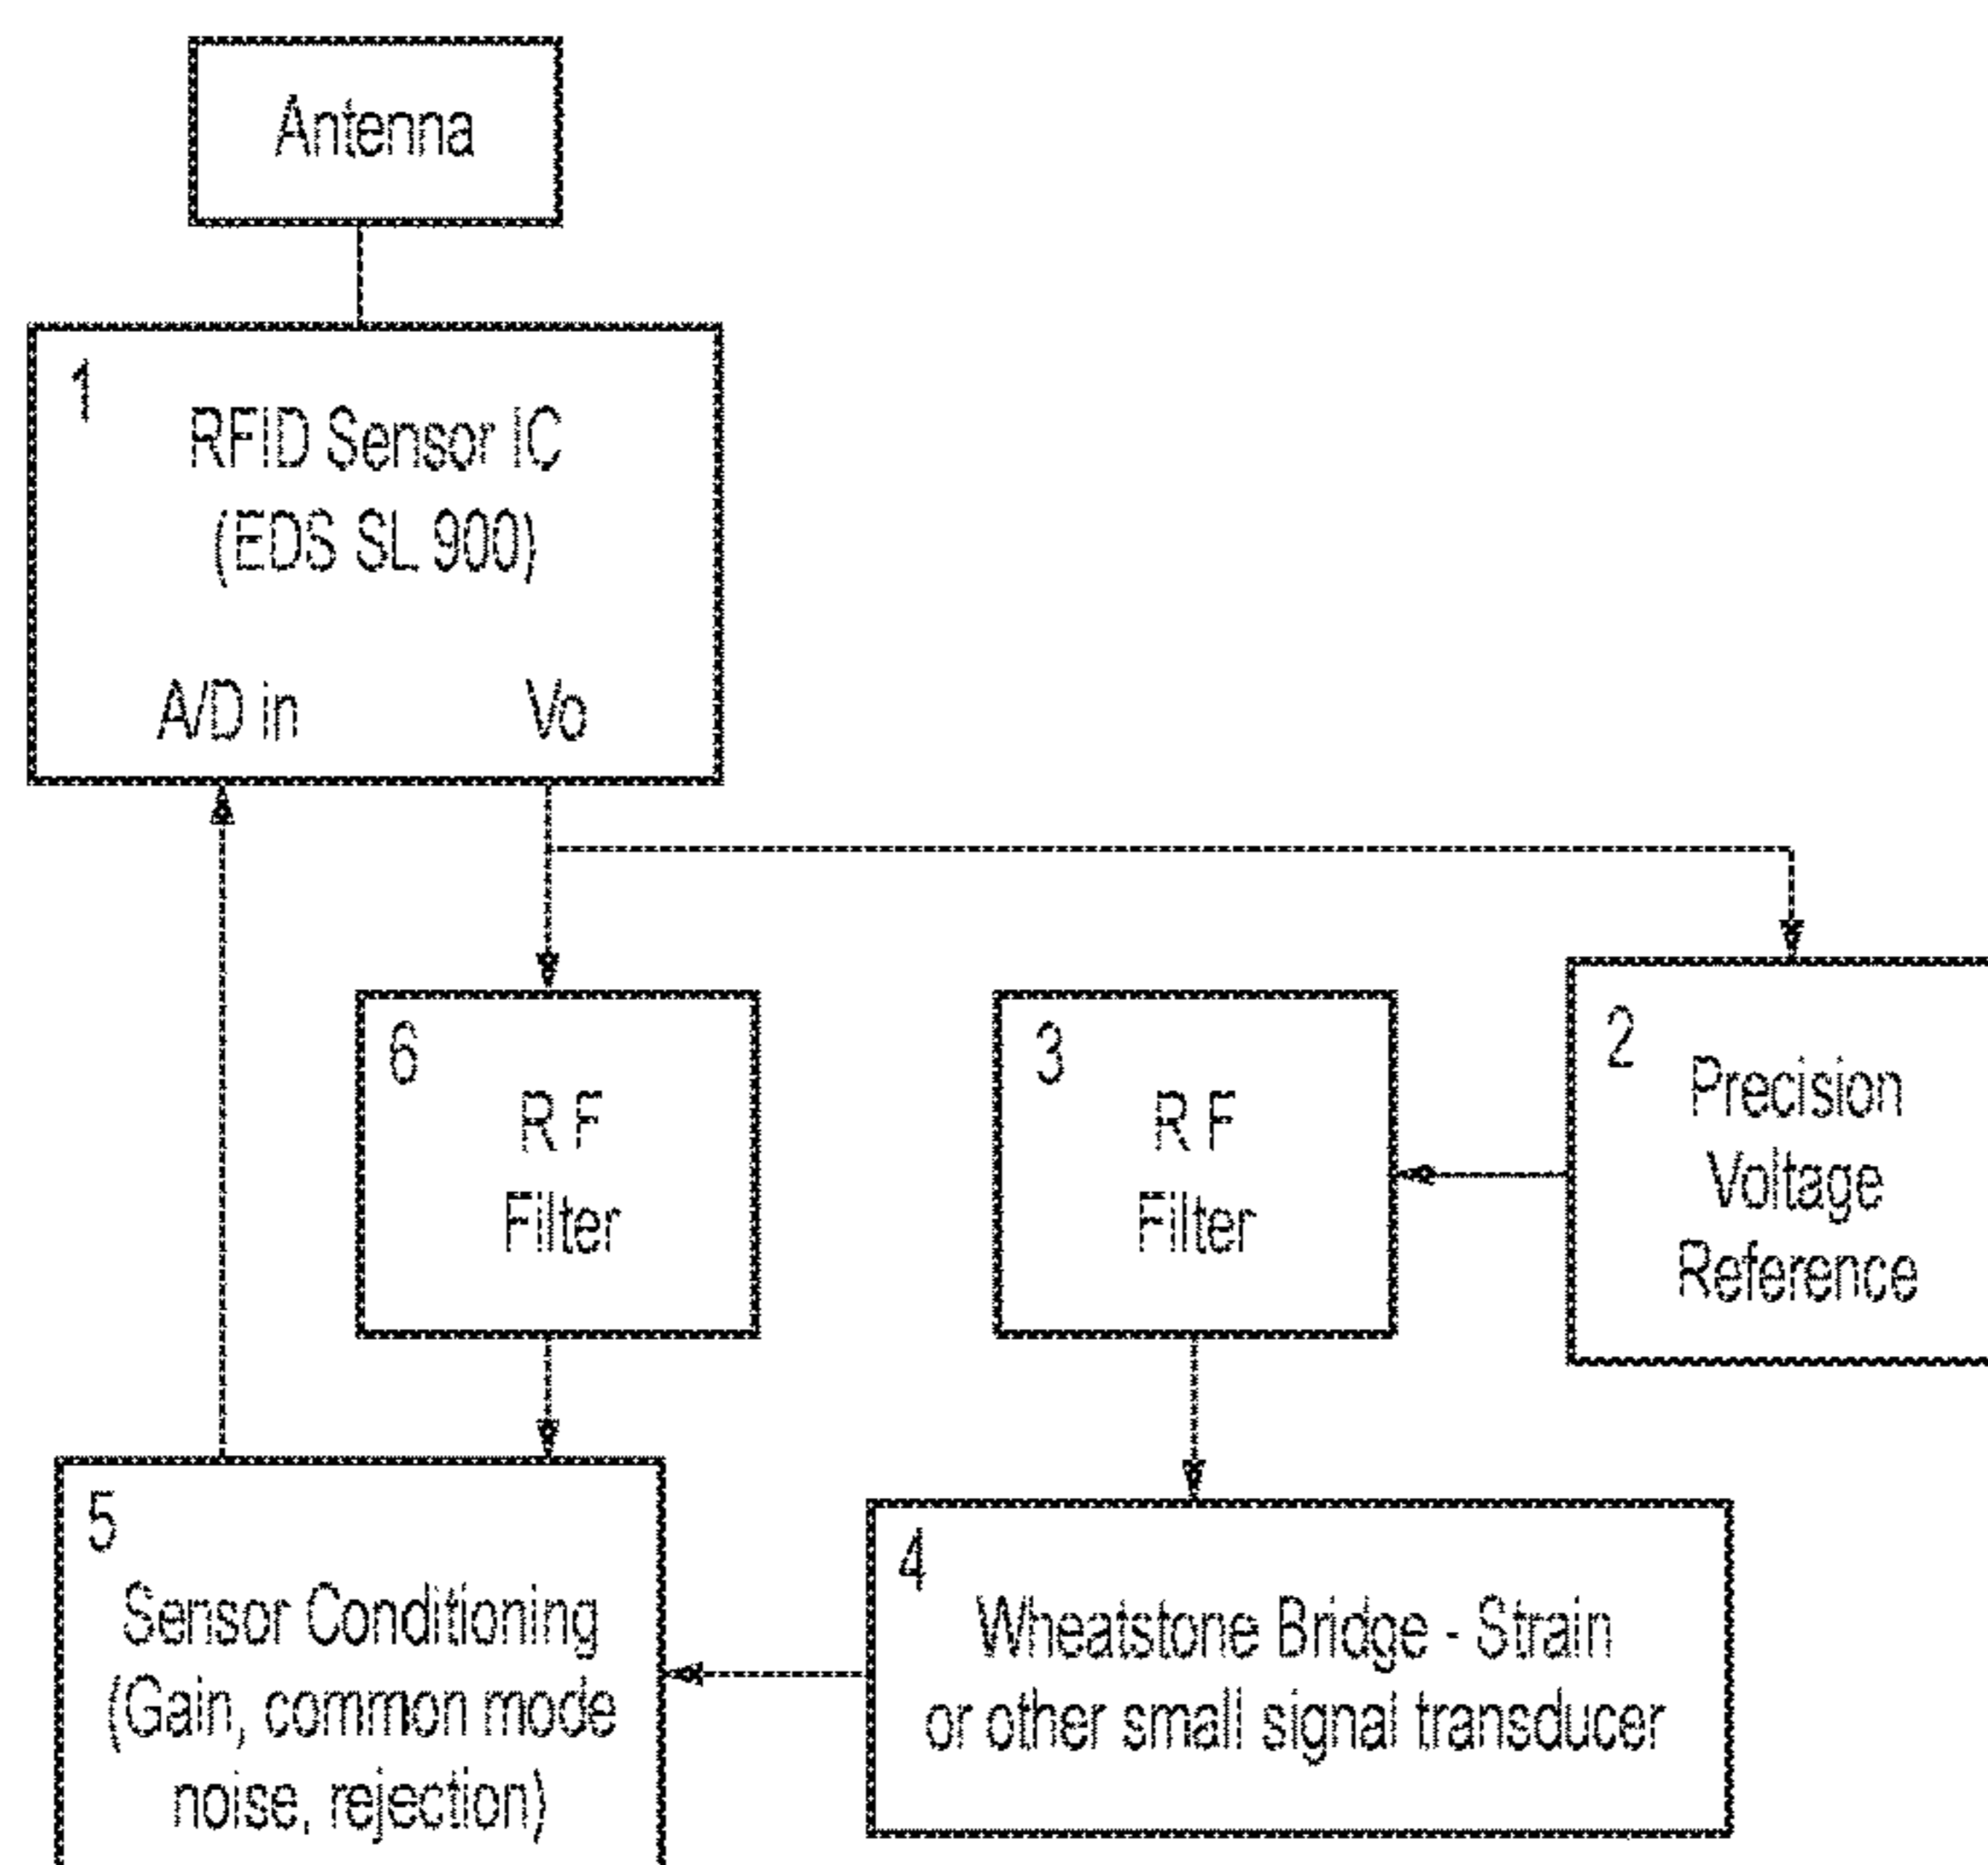 Antenna
1
RFID Sensor IC
(EDS SL 900)
A/D in
Vo
6
R F
Filter
3
R F
Filter
2
Precision
Voltage
Reference
5
Sensor Conditioning
(Gain, common mode
noise, rejection)
4
Wheatstone Bridge - Strain
or other small signal transducer